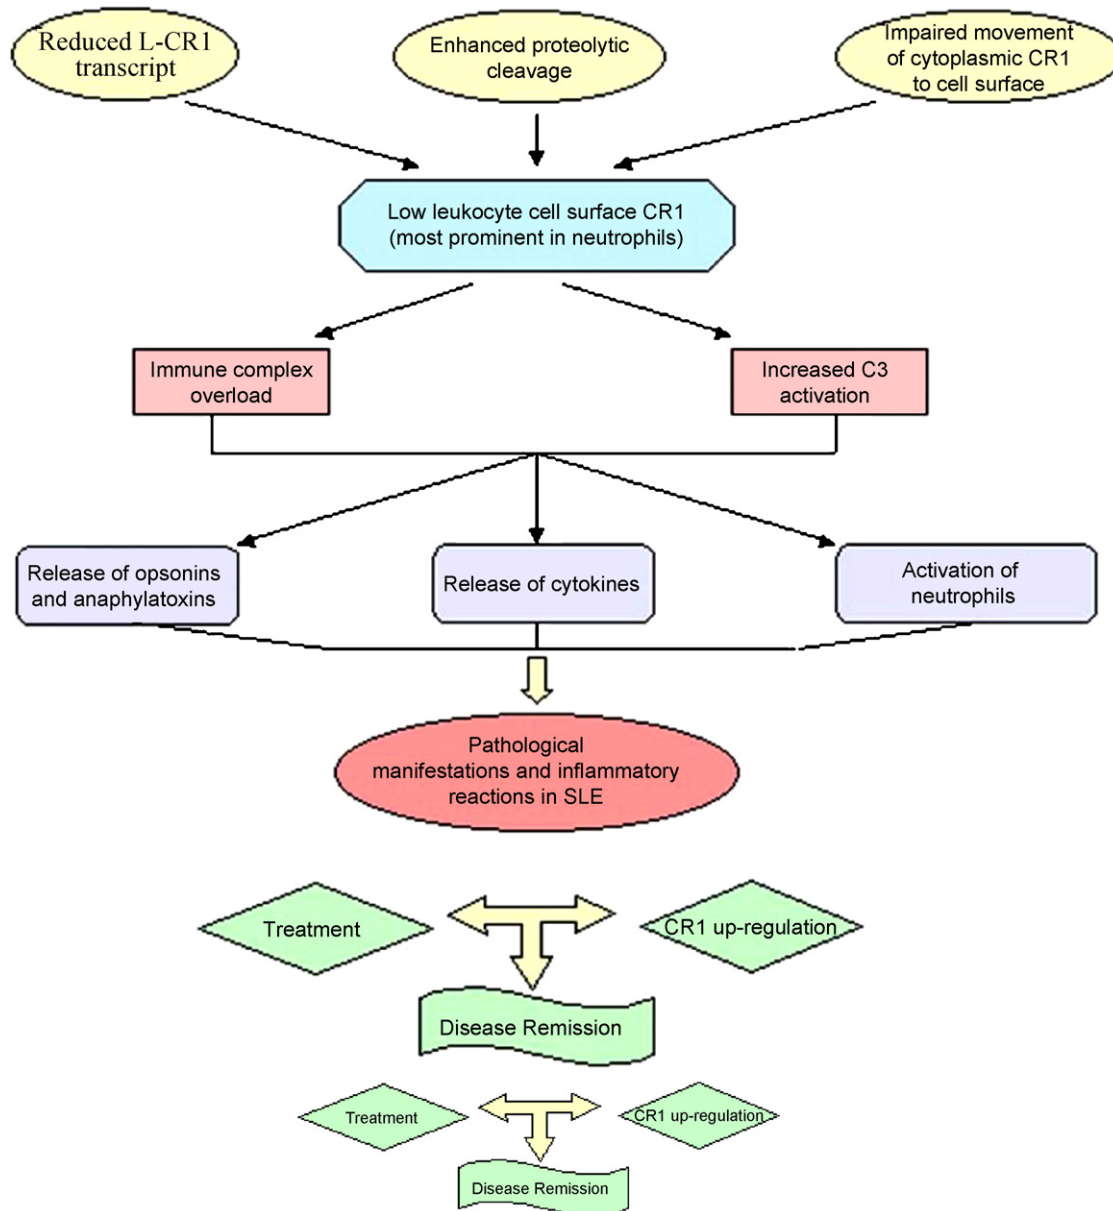 Reduced L-CR1
transcript
Enhanced proteolytic
cleavage
Impaired movement
of cytoplasmic CR1
to cell surface
Low leukocyte cell surface CR1
(most prominent in neutrophils)
Immune complex
overload
Increased C3
activation
Release of opsonins
and anaphylatoxins
Release of cytokines
Activation of
neutrophils
Pathological
manifestations and inflammatory
reactions in SLE
Treatment
CR1 up-regulation
Disease Remission
Treatment
CR1 up-regulation
Disease Remission